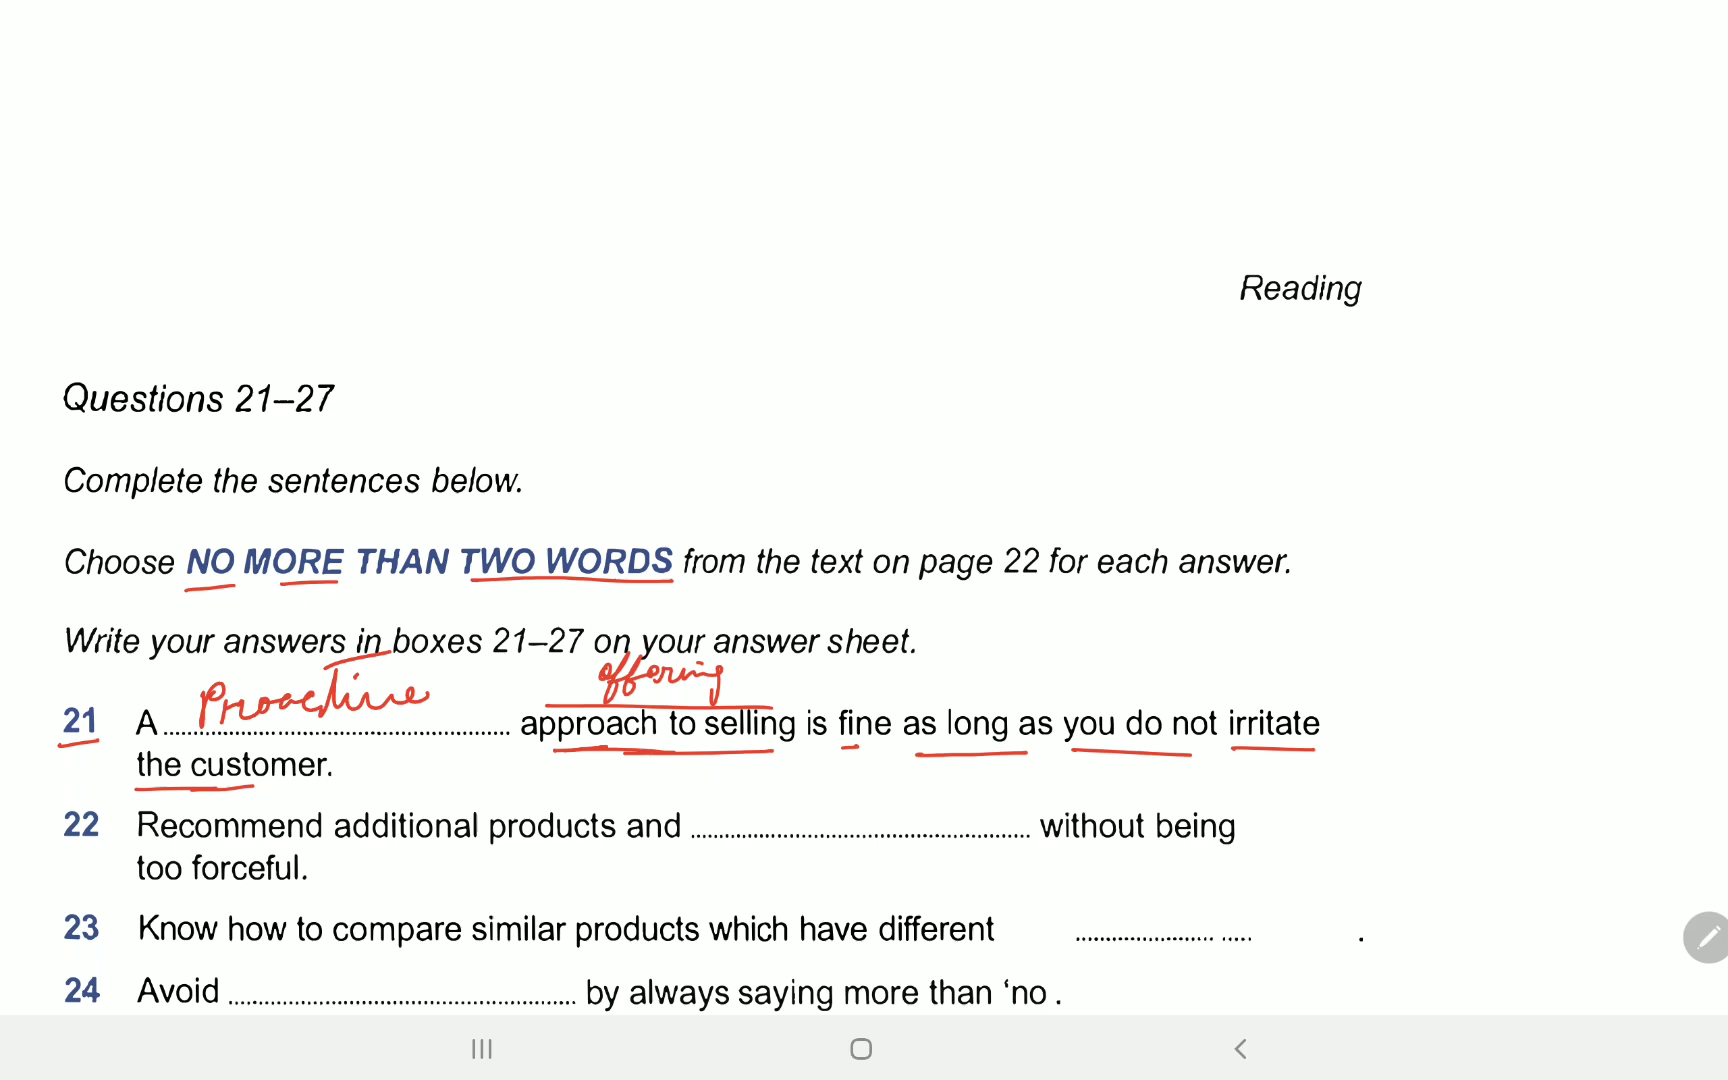 Reading
Questions 21–27
Complete the sentences below.
Choose NO MORE THAN TWO WORDS from the text on page 22 for each answer.
Write your answers in boxes 21–27 on your answer sheet.
Proactive offering
21 A ................................ approach to selling is fine as long as you do not irritate
the customer.
22 Recommend additional products and ................................ without being
too forceful.
23 Know how to compare similar products which have different ....................... ..... .
24 Avoid ................................ by always saying more than ‘no .